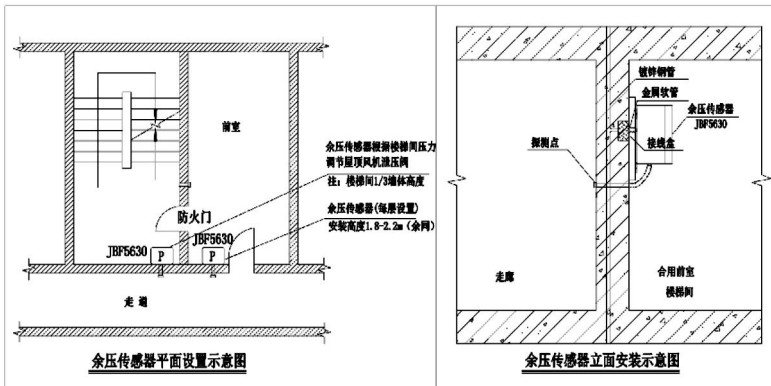 前室
余压传感器根据楼梯间压力
调节屋顶风机泄压阀
注：楼梯间1/3墙体高度
防火门
余压传感器(每层设置)
安装高度1.8-2.2m（余同）
JBF5630
JBF5630
P
P
走 道
余压传感器平面设置示意图
镀锌钢管
金属软管
余压传感器
JBF5630
接线盒
探测点
走廊
合用前室
楼梯间
余压传感器立面安装示意图